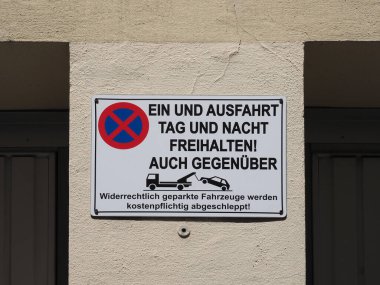 EIN UND AUSFAHRT
TAG UND NACHT
FREIHALTEN!
AUCH GEGENÜBER
Widerrechtlich geparkte Fahrzeuge werden
kostenpflichtig abgeschleppt!